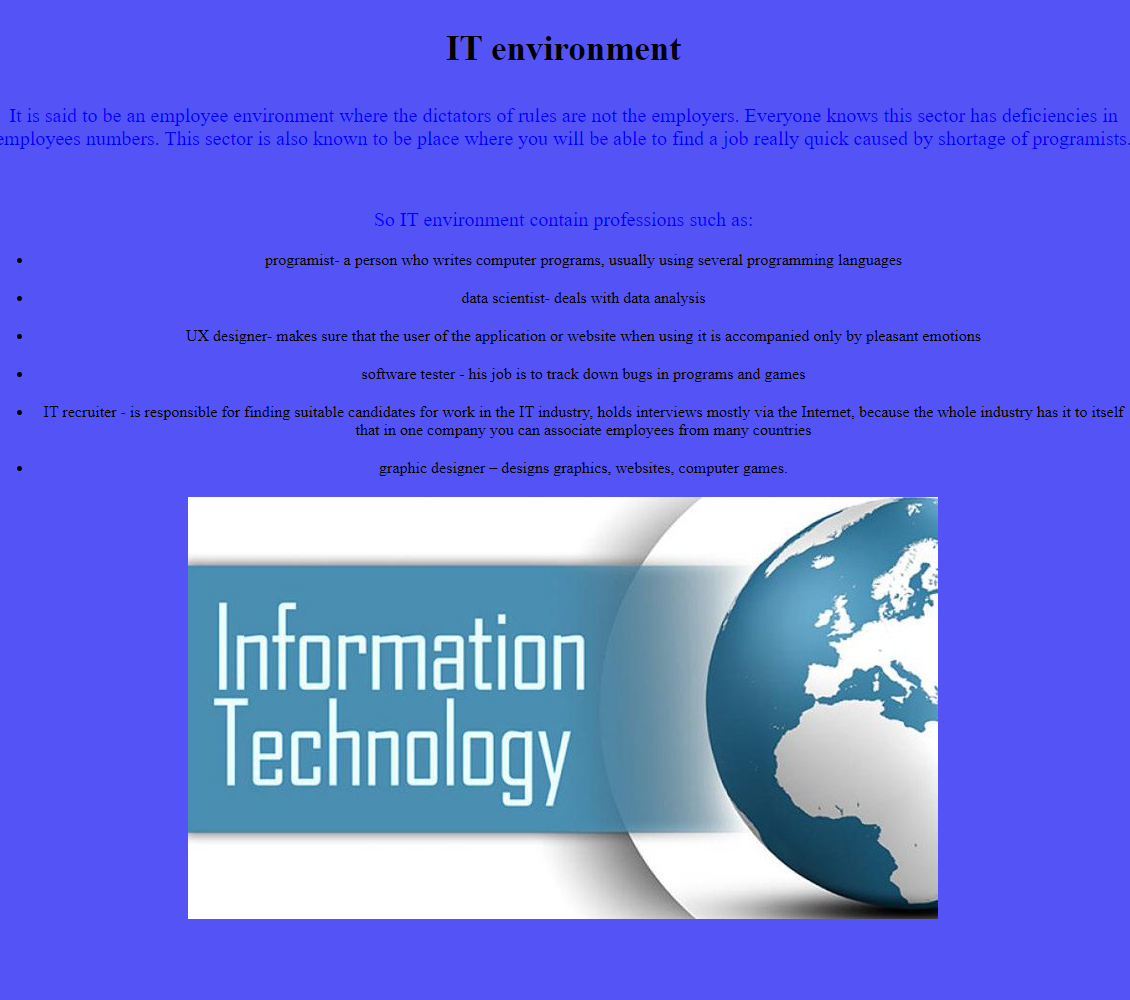 IT environment
It is said to be an employee environment where the dictators of rules are not the employers. Everyone knows this sector has deficiencies in
employees numbers. This sector is also known to be place where you will be able to find a job really quick caused by shortage of programists.
So IT environment contain professions such as:
• programist- a person who writes computer programs, usually using several programming languages
• data scientist- deals with data analysis
• UX designer- makes sure that the user of the application or website when using it is accompanied only by pleasant emotions
• software tester - his job is to track down bugs in programs and games
• IT recruiter - is responsible for finding suitable candidates for work in the IT industry, holds interviews mostly via the Internet, because the whole industry has it to itself
that in one company you can associate employees from many countries
• graphic designer – designs graphics, websites, computer games.
Information
Technology